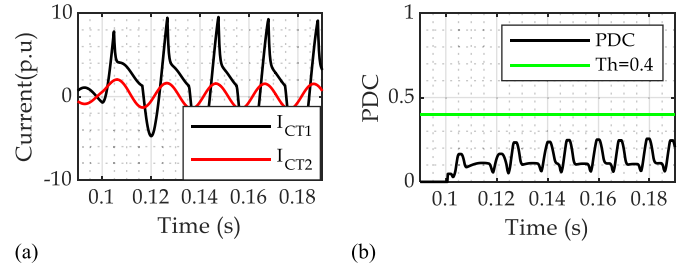 10
0
-10
Current(p.u)
I_CT1
I_CT2
0.1 0.12 0.14 0.16 0.18
Time (s)
(a)
1
0.5
0
PDC
PDC
Th=0.4
0.1 0.12 0.14 0.16 0.18
Time (s)
(b)